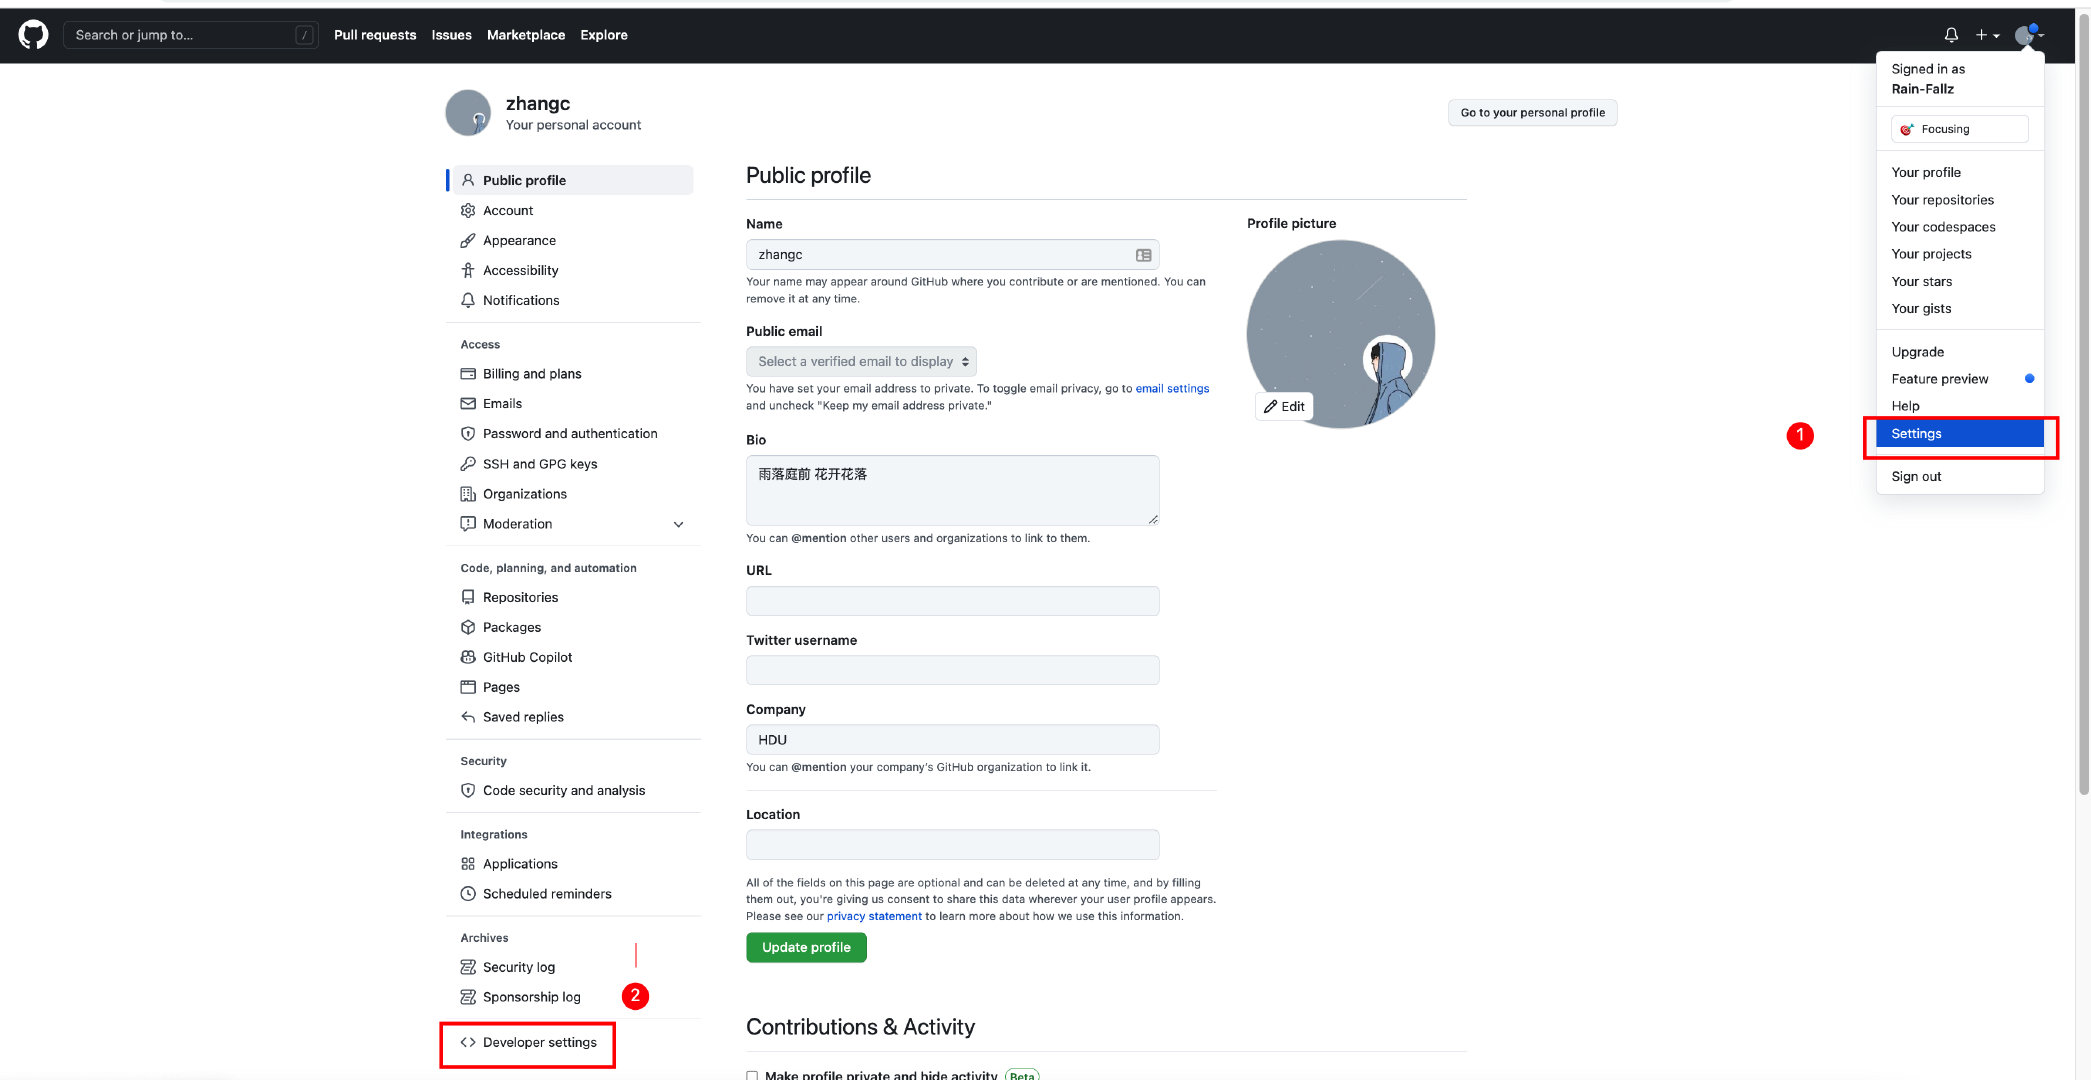 Search or jump to...
/
Pull requests
Issues
Marketplace
Explore
Signed in as
Rain-Fallz
Focusing
Your profile
Your repositories
Your codespaces
Your projects
Your stars
Your gists
Upgrade
Feature preview
Help
1
Settings
Sign out
zhangc
Your personal account
Go to your personal profile
Public profile
Account
Appearance
Accessibility
Notifications
Access
Billing and plans
Emails
Password and authentication
SSH and GPG keys
Organizations
Moderation
Code, planning, and automation
Repositories
Packages
GitHub Copilot
Pages
Saved replies
Security
Code security and analysis
Integrations
Applications
Scheduled reminders
Archives
Security log
Sponsorship log
2
Developer settings
Public profile
Name
zhangc
Your name may appear around GitHub where you contribute or are mentioned. You can
remove it at any time.
Public email
Select a verified email to display
You have set your email address to private. To toggle email privacy, go to email settings
and uncheck "Keep my email address private."
Bio
雨落庭前 花开花落
You can @mention other users and organizations to link to them.
URL
Twitter username
Company
HDU
You can @mention your company's GitHub organization to link it.
Location
All of the fields on this page are optional and can be deleted at any time, and by filling
them out, you're giving us consent to share this data wherever your user profile appears.
Please see our privacy statement to learn more about how we use this information.
Update profile
Profile picture
Edit
Contributions & Activity
Make profile private and hide activity Beta